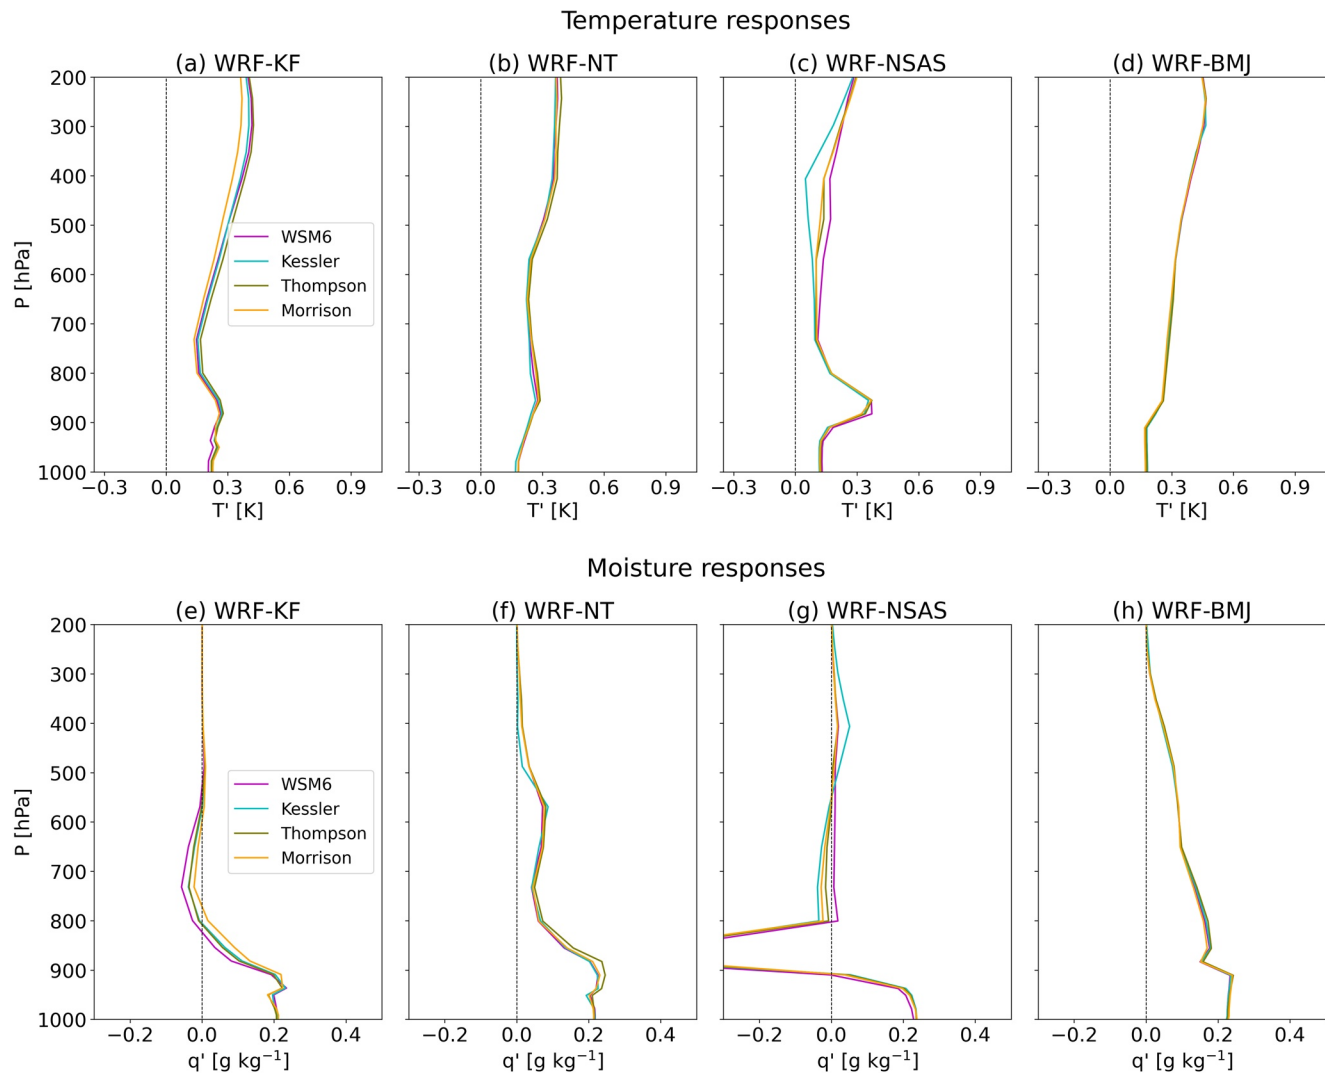 Temperature responses
(a) WRF-KF (b) WRF-NT (c) WRF-NSAS (d) WRF-BMJ
200
300
400
500
600
700
800
900
1000
P [hPa]
WSM6
Kessler
Thompson
Morrison
−0.3 0.0 0.3 0.6 0.9 −0.3 0.0 0.3 0.6 0.9 −0.3 0.0 0.3 0.6 0.9 −0.3 0.0 0.3 0.6 0.9
T' [K] T' [K] T' [K] T' [K]
Moisture responses
(e) WRF-KF (f) WRF-NT (g) WRF-NSAS (h) WRF-BMJ
200
300
400
500
600
700
800
900
1000
P [hPa]
WSM6
Kessler
Thompson
Morrison
−0.2 0.0 0.2 0.4 −0.2 0.0 0.2 0.4 −0.2 0.0 0.2 0.4 −0.2 0.0 0.2 0.4
q' [g kg⁻¹] q' [g kg⁻¹] q' [g kg⁻¹] q' [g kg⁻¹]